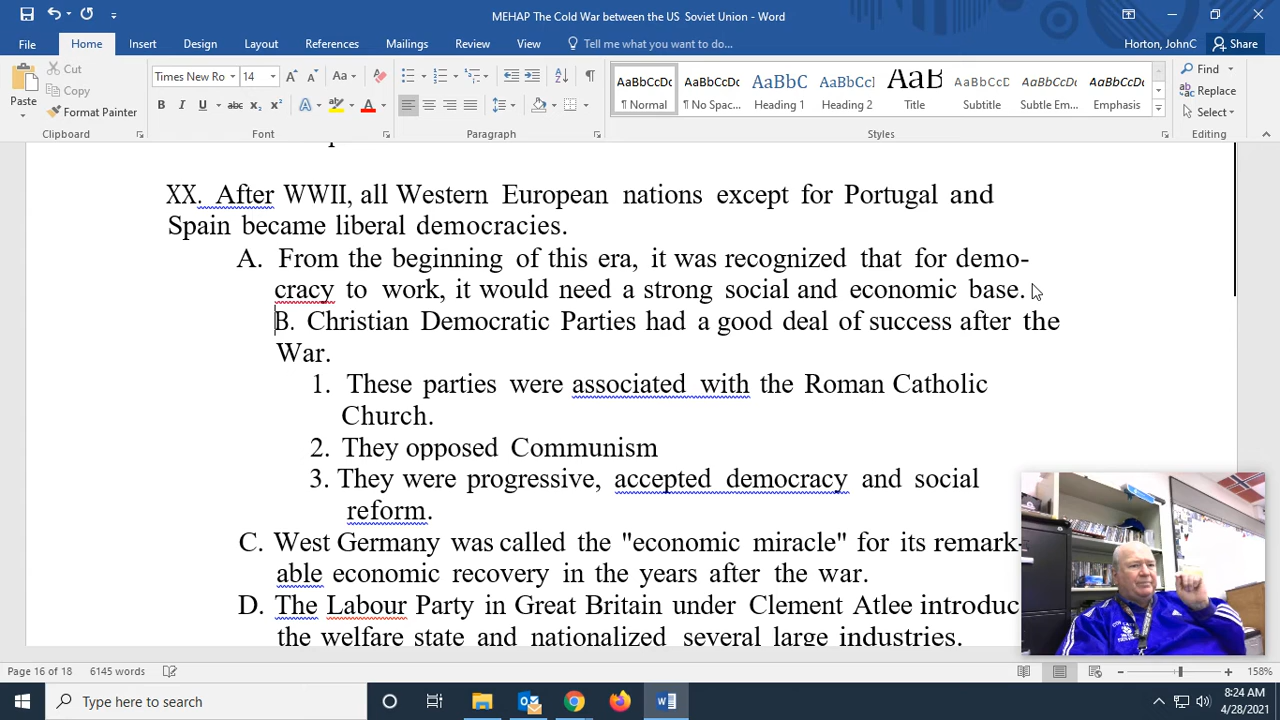 MEHAP The Cold War between the US Soviet Union - Word
File Home Insert Design Layout References Mailings Review View Tell me what you want to do... Horton, JohnC Share
Paste Cut Copy Format Painter Clipboard
Times New Ro 14 Font
Paragraph
AaBbCcDc AaBbCcDc AaBbC AaBbCcD AaB AaBbCcD AaBbCcDc AaBbCcDc
¶ Normal ¶ No Spac... Heading 1 Heading 2 Title Subtitle Subtle Em... Emphasis
Styles
Find Replace Select Editing
XX. After WWII, all Western European nations except for Portugal and
Spain became liberal democracies.
A. From the beginning of this era, it was recognized that for demo-
cracy to work, it would need a strong social and economic base.
B. Christian Democratic Parties had a good deal of success after the
War.
1. These parties were associated with the Roman Catholic
Church.
2. They opposed Communism
3. They were progressive, accepted democracy and social
reform.
C. West Germany was called the "economic miracle" for its remark-
able economic recovery in the years after the war.
D. The Labour Party in Great Britain under Clement Atlee introduc
the welfare state and nationalized several large industries.
Page 16 of 18 6145 words 158%
Type here to search
8:24 AM
4/28/2021